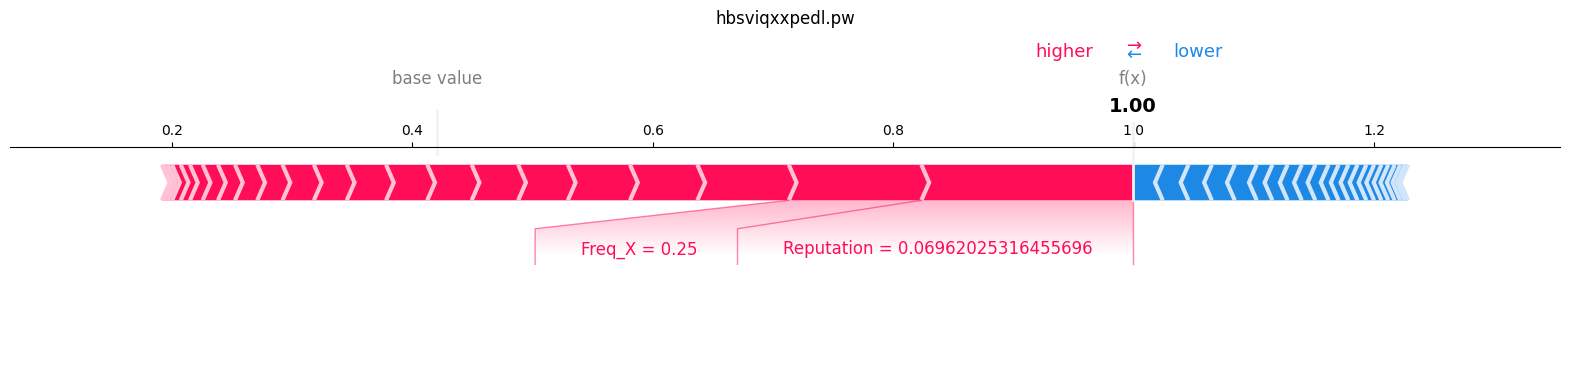 hbsviqxxpedl.pw
higher ⇄ lower
base value f(x)
1.00
0.2 0.4 0.6 0.8 1.0 1.2
Freq_X = 0.25 Reputation = 0.06962025316455696